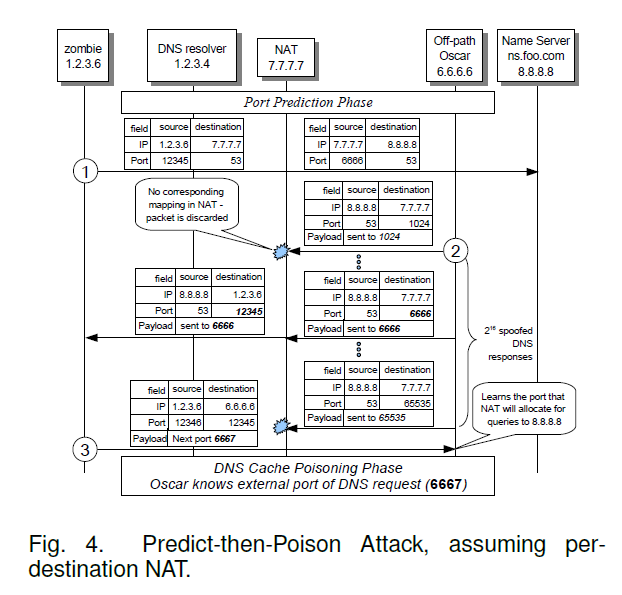 zombie
1.2.3.6
DNS resolver
1.2.3.4
NAT
7.7.7.7
Off-path
Oscar
6.6.6.6
Name Server
ns.foo.com
8.8.8.8
Port Prediction Phase
field source destination
IP 1.2.3.6 7.7.7.7
Port 12345 53
field source destination
IP 7.7.7.7 8.8.8.8
Port 6666 53
1
No corresponding
mapping in NAT -
packet is discarded
field source destination
IP 8.8.8.8 7.7.7.7
Port 53 1024
Payload sent to 1024
2
field source destination
IP 8.8.8.8 1.2.3.6
Port 53 12345
Payload sent to 6666
field source destination
IP 8.8.8.8 7.7.7.7
Port 53 6666
Payload sent to 6666
2¹⁶ spoofed
DNS
responses
field source destination
IP 8.8.8.8 7.7.7.7
Port 53 65535
Payload sent to 65535
field source destination
IP 1.2.3.6 6.6.6.6
Port 12346 12345
Payload Next port 6667
Learns the port that
NAT will allocate for
queries to 8.8.8.8
3
DNS Cache Poisoning Phase
Oscar knows external port of DNS request (6667)
Fig. 4. Predict-then-Poison Attack, assuming per-
destination NAT.